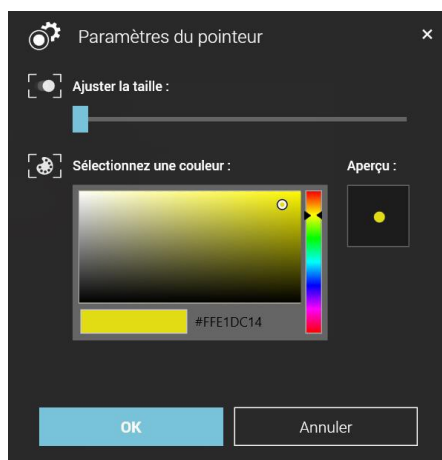 Paramètres du pointeur
Ajuster la taille :
Sélectionnez une couleur :
Aperçu :
#FFE1DC14
OK
Annuler